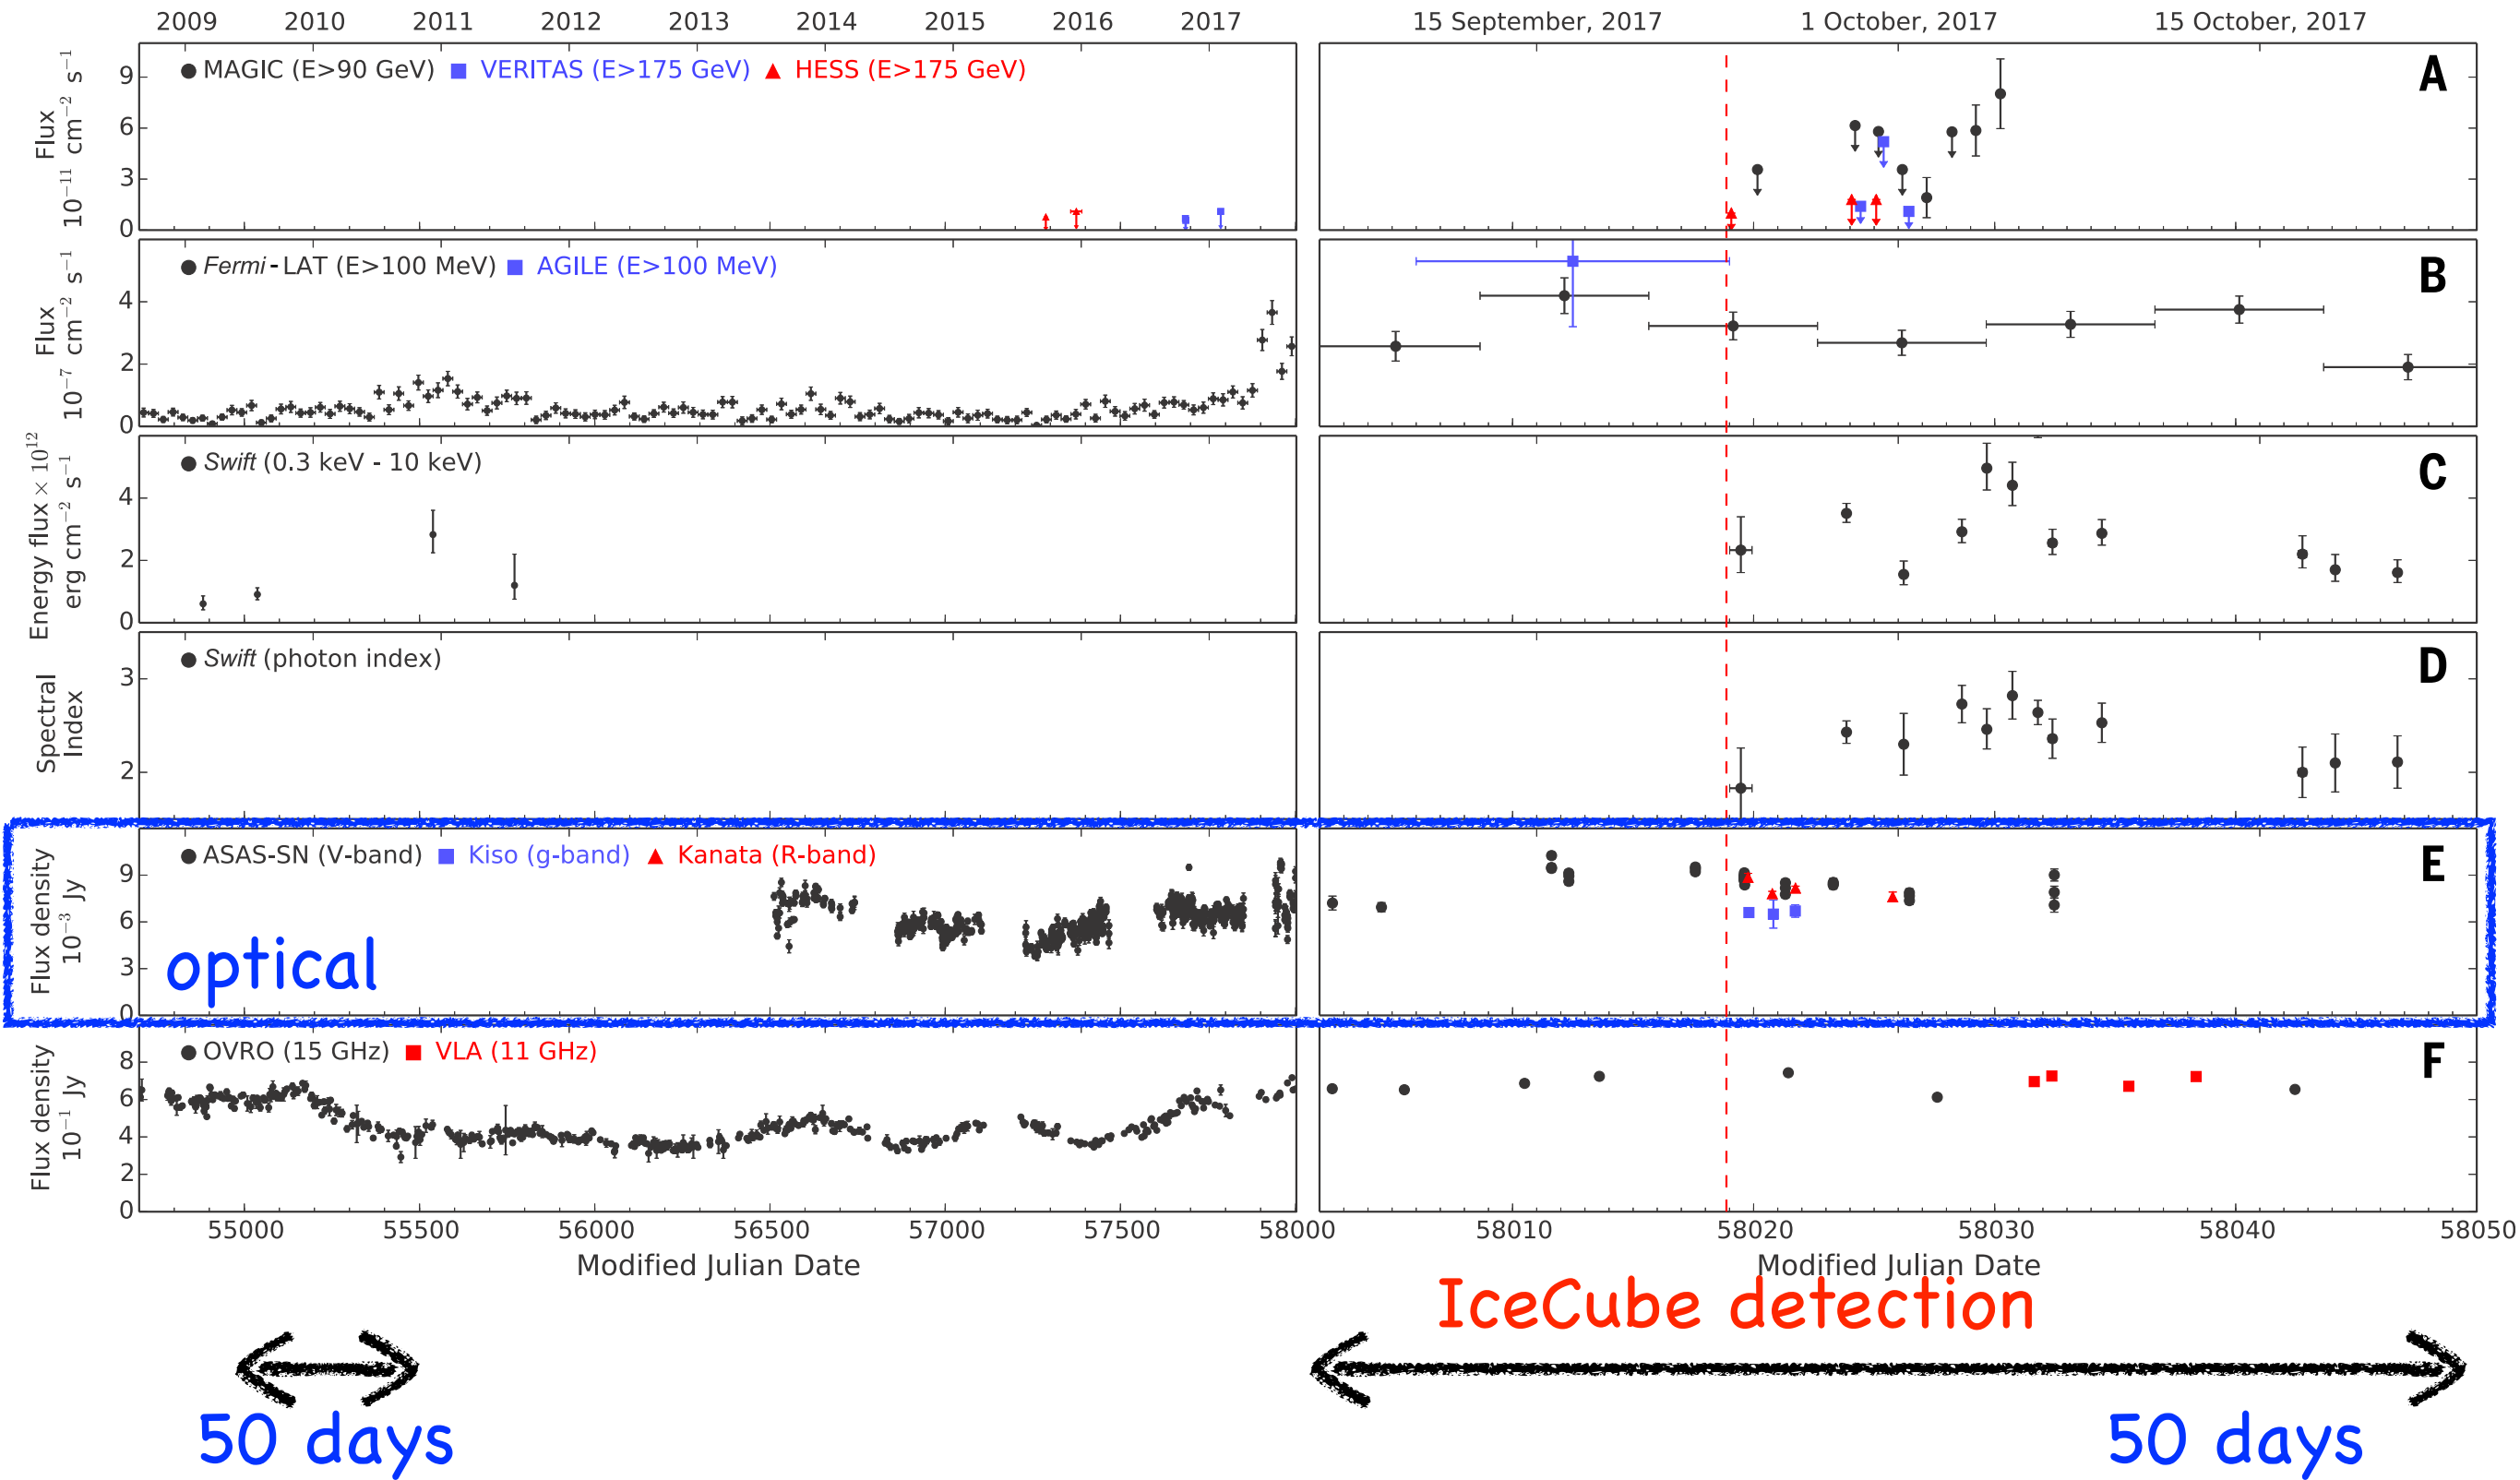 2009 2010 2011 2012 2013 2014 2015 2016 2017 15 September, 2017 1 October, 2017 15 October, 2017
Flux
10⁻¹¹ cm⁻² s⁻¹
9
6
3
0
MAGIC (E>90 GeV) VERITAS (E>175 GeV) HESS (E>175 GeV)
A
Flux
10⁻⁷ cm⁻² s⁻¹
4
2
0
Fermi-LAT (E>100 MeV) AGILE (E>100 MeV)
B
Energy flux × 10¹²
erg cm⁻² s⁻¹
4
2
0
Swift (0.3 keV - 10 keV)
C
Spectral
Index
3
2
Swift (photon index)
D
Flux density
10⁻³ Jy
9
6
3
0
ASAS-SN (V-band) Kiso (g-band) Kanata (R-band)
E
optical
Flux density
10⁻¹ Jy
8
6
4
2
0
OVRO (15 GHz) VLA (11 GHz)
F
55000 55500 56000 56500 57000 57500 58000 58010 58020 58030 58040 58050
Modified Julian Date Modified Julian Date
IceCube detection
50 days 50 days